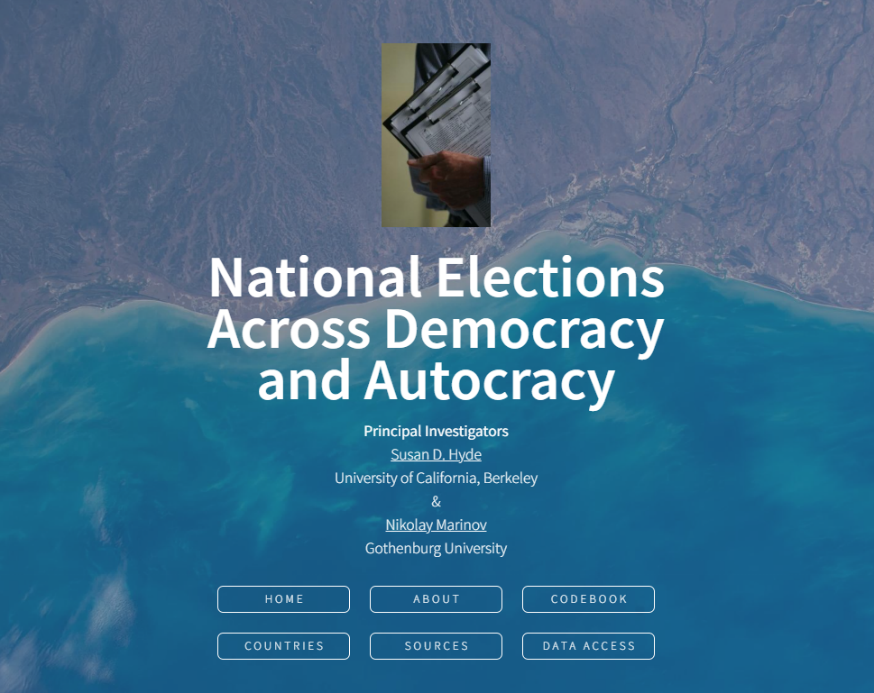 National Elections
Across Democracy
and Autocracy
Principal Investigators
Susan D. Hyde
University of California, Berkeley
&
Nikolay Marinov
Gothenburg University
HOME ABOUT CODEBOOK
COUNTRIES SOURCES DATA ACCESS